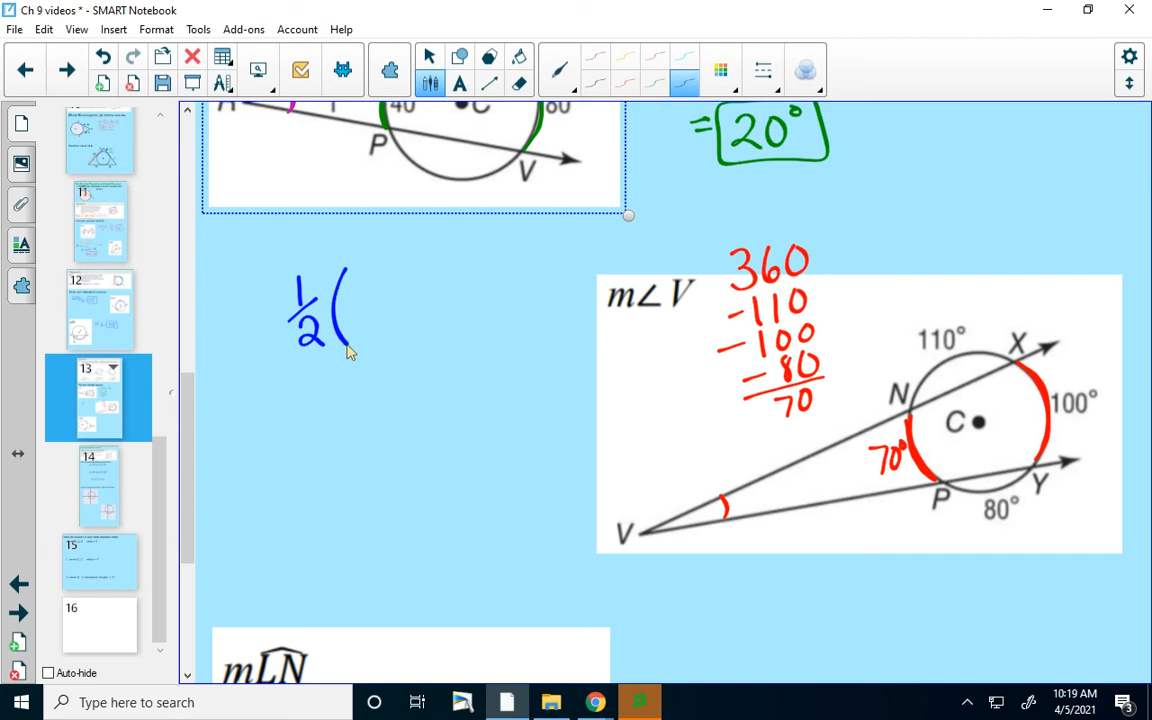 Ch 9 videos * - SMART Notebook
File Edit View Insert Format Tools Add-ons Account Help
40
C
80
P
V
= 20°
1/2 (
m∠V
360
-110
-100
- 80
70
110°
X
N
100°
C
70°
P
Y
80°
V
mLN
11
12
13
14
15
16
Auto-hide
Type here to search
10:19 AM
4/5/2021
3